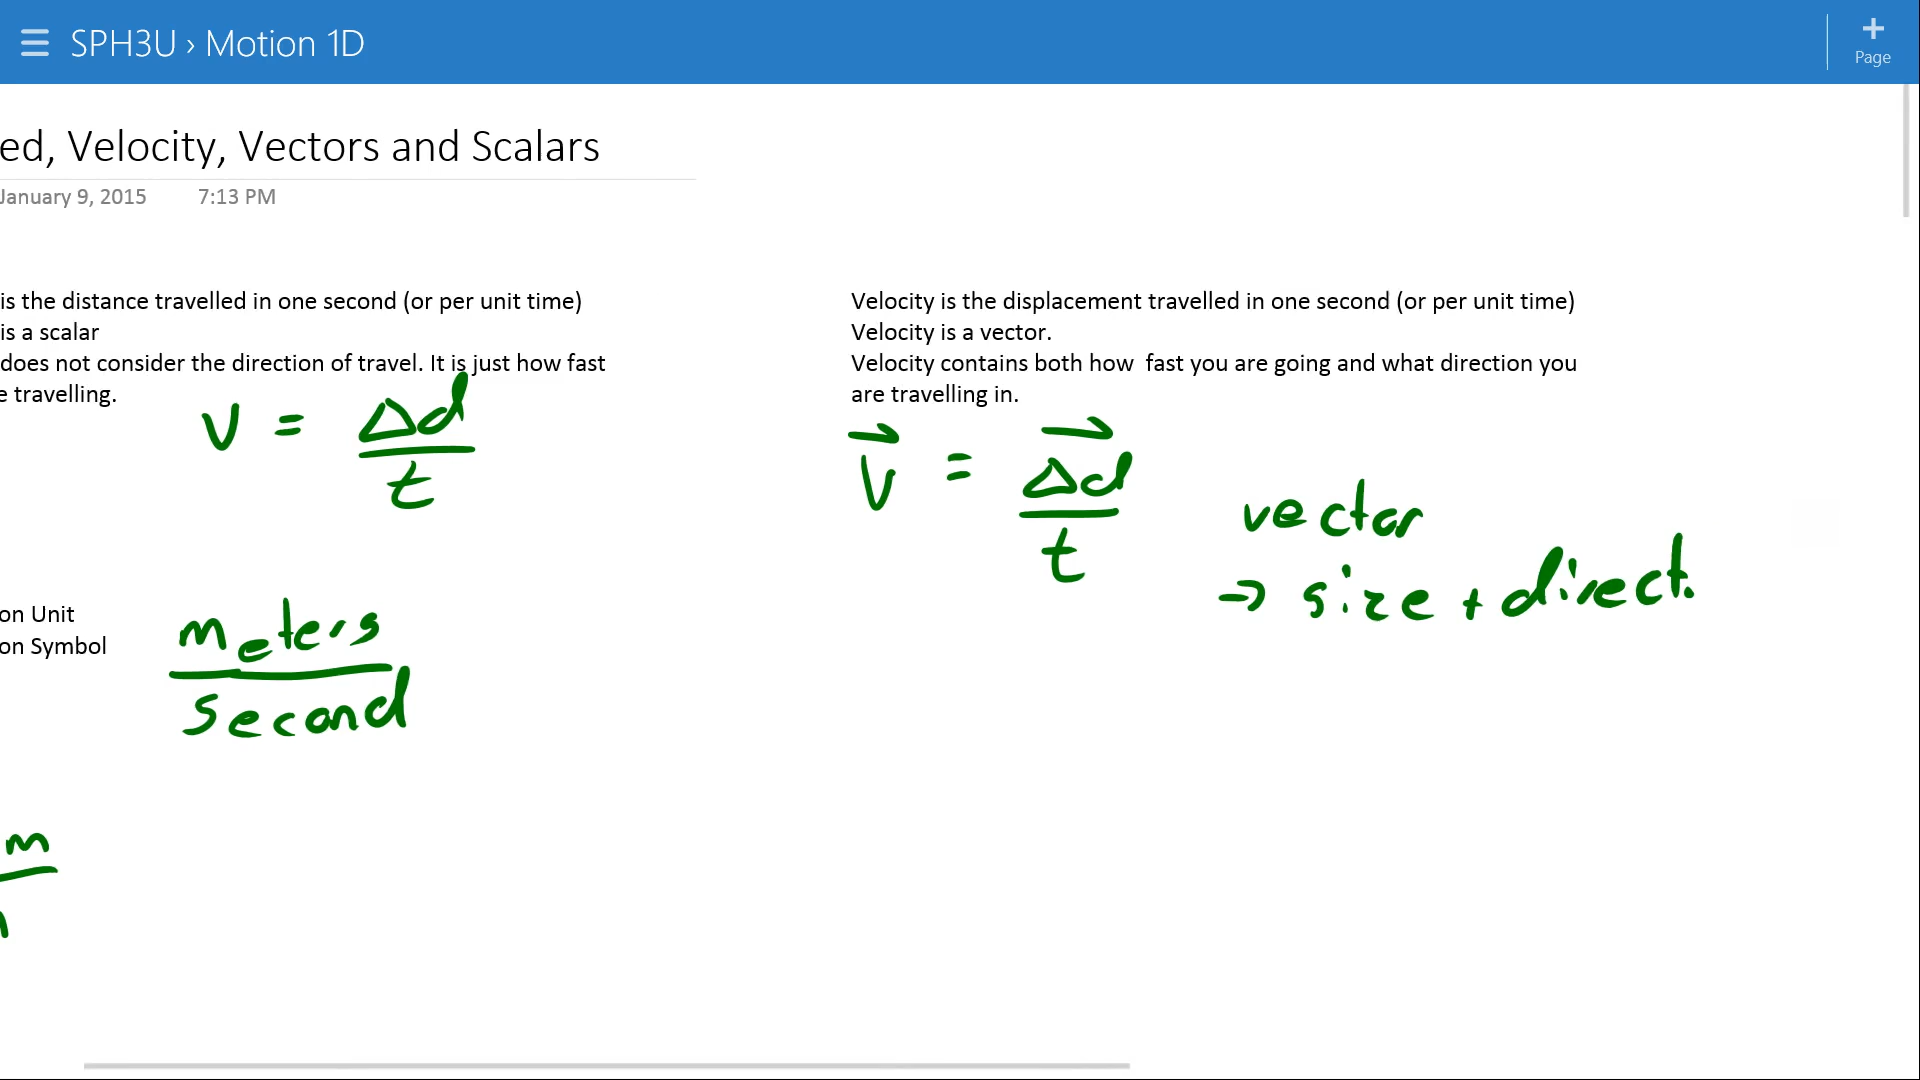 SPH3U › Motion 1D
Page
ed, Velocity, Vectors and Scalars
January 9, 2015 7:13 PM
is the distance travelled in one second (or per unit time)
is a scalar
does not consider the direction of travel. It is just how fast
e travelling.
v = Δd
t
on Unit
on Symbol
meters
second
m
Velocity is the displacement travelled in one second (or per unit time)
Velocity is a vector.
Velocity contains both how fast you are going and what direction you
are travelling in.
v⃗ = Δd⃗
t
vector
→ size + direct.